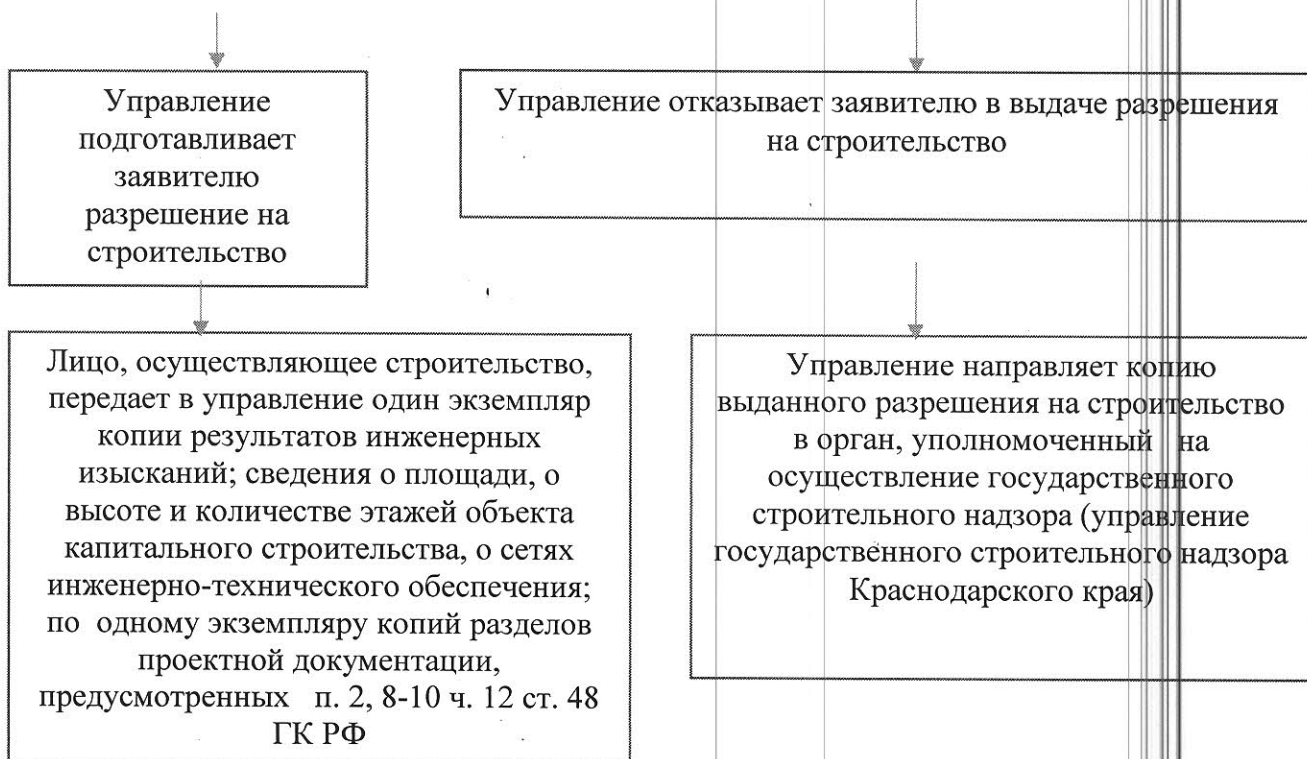 Управление
подготавливает
заявителю
разрешение на
строительство
Управление отказывает заявителю в выдаче разрешения
на строительство
Лицо, осуществляющее строительство,
передает в управление один экземпляр
копии результатов инженерных
изысканий; сведения о площади, о
высоте и количестве этажей объекта
капитального строительства, о сетях
инженерно-технического обеспечения;
по одному экземпляру копий разделов
проектной документации,
предусмотренных п. 2, 8-10 ч. 12 ст. 48
ГК РФ
Управление направляет копию
выданного разрешения на строительство
в орган, уполномоченный на
осуществление государственного
строительного надзора (управление
государственного строительного надзора
Краснодарского края)